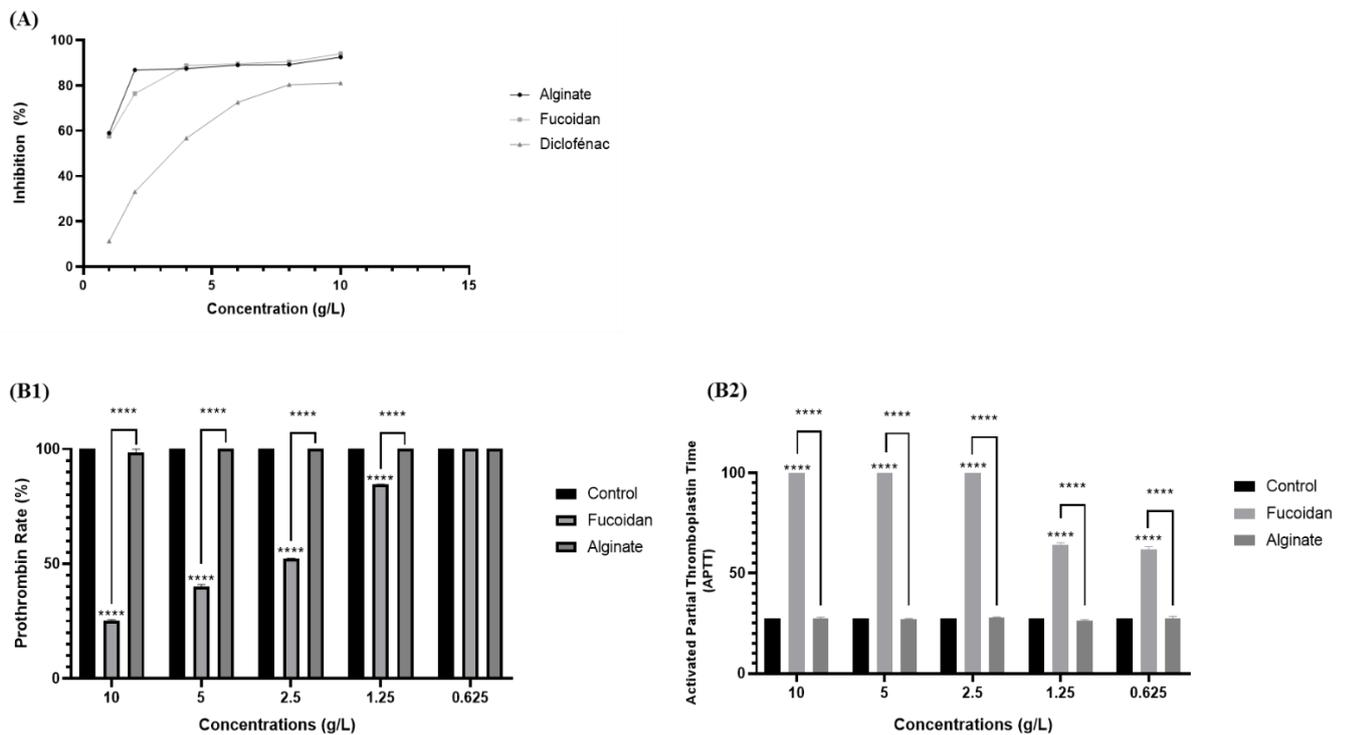 (A)
100
80
60
40
20
0
Inhibition (%)
0 5 10 15
Concentration (g/L)
Alginate
Fucoidan
Diclofénac
(B1)
**** **** **** ****
100
50
0
Prothrombin Rate (%)
**** **** **** ****
10 5 2.5 1.25 0.625
Concentrations (g/L)
Control
Fucoidan
Alginate
(B2)
**** **** **** **** ****
100
50
0
Activated Partial Thromboplastin Time
(APTT)
**** **** **** **** ****
10 5 2.5 1.25 0.625
Concentrations (g/L)
Control
Fucoidan
Alginate